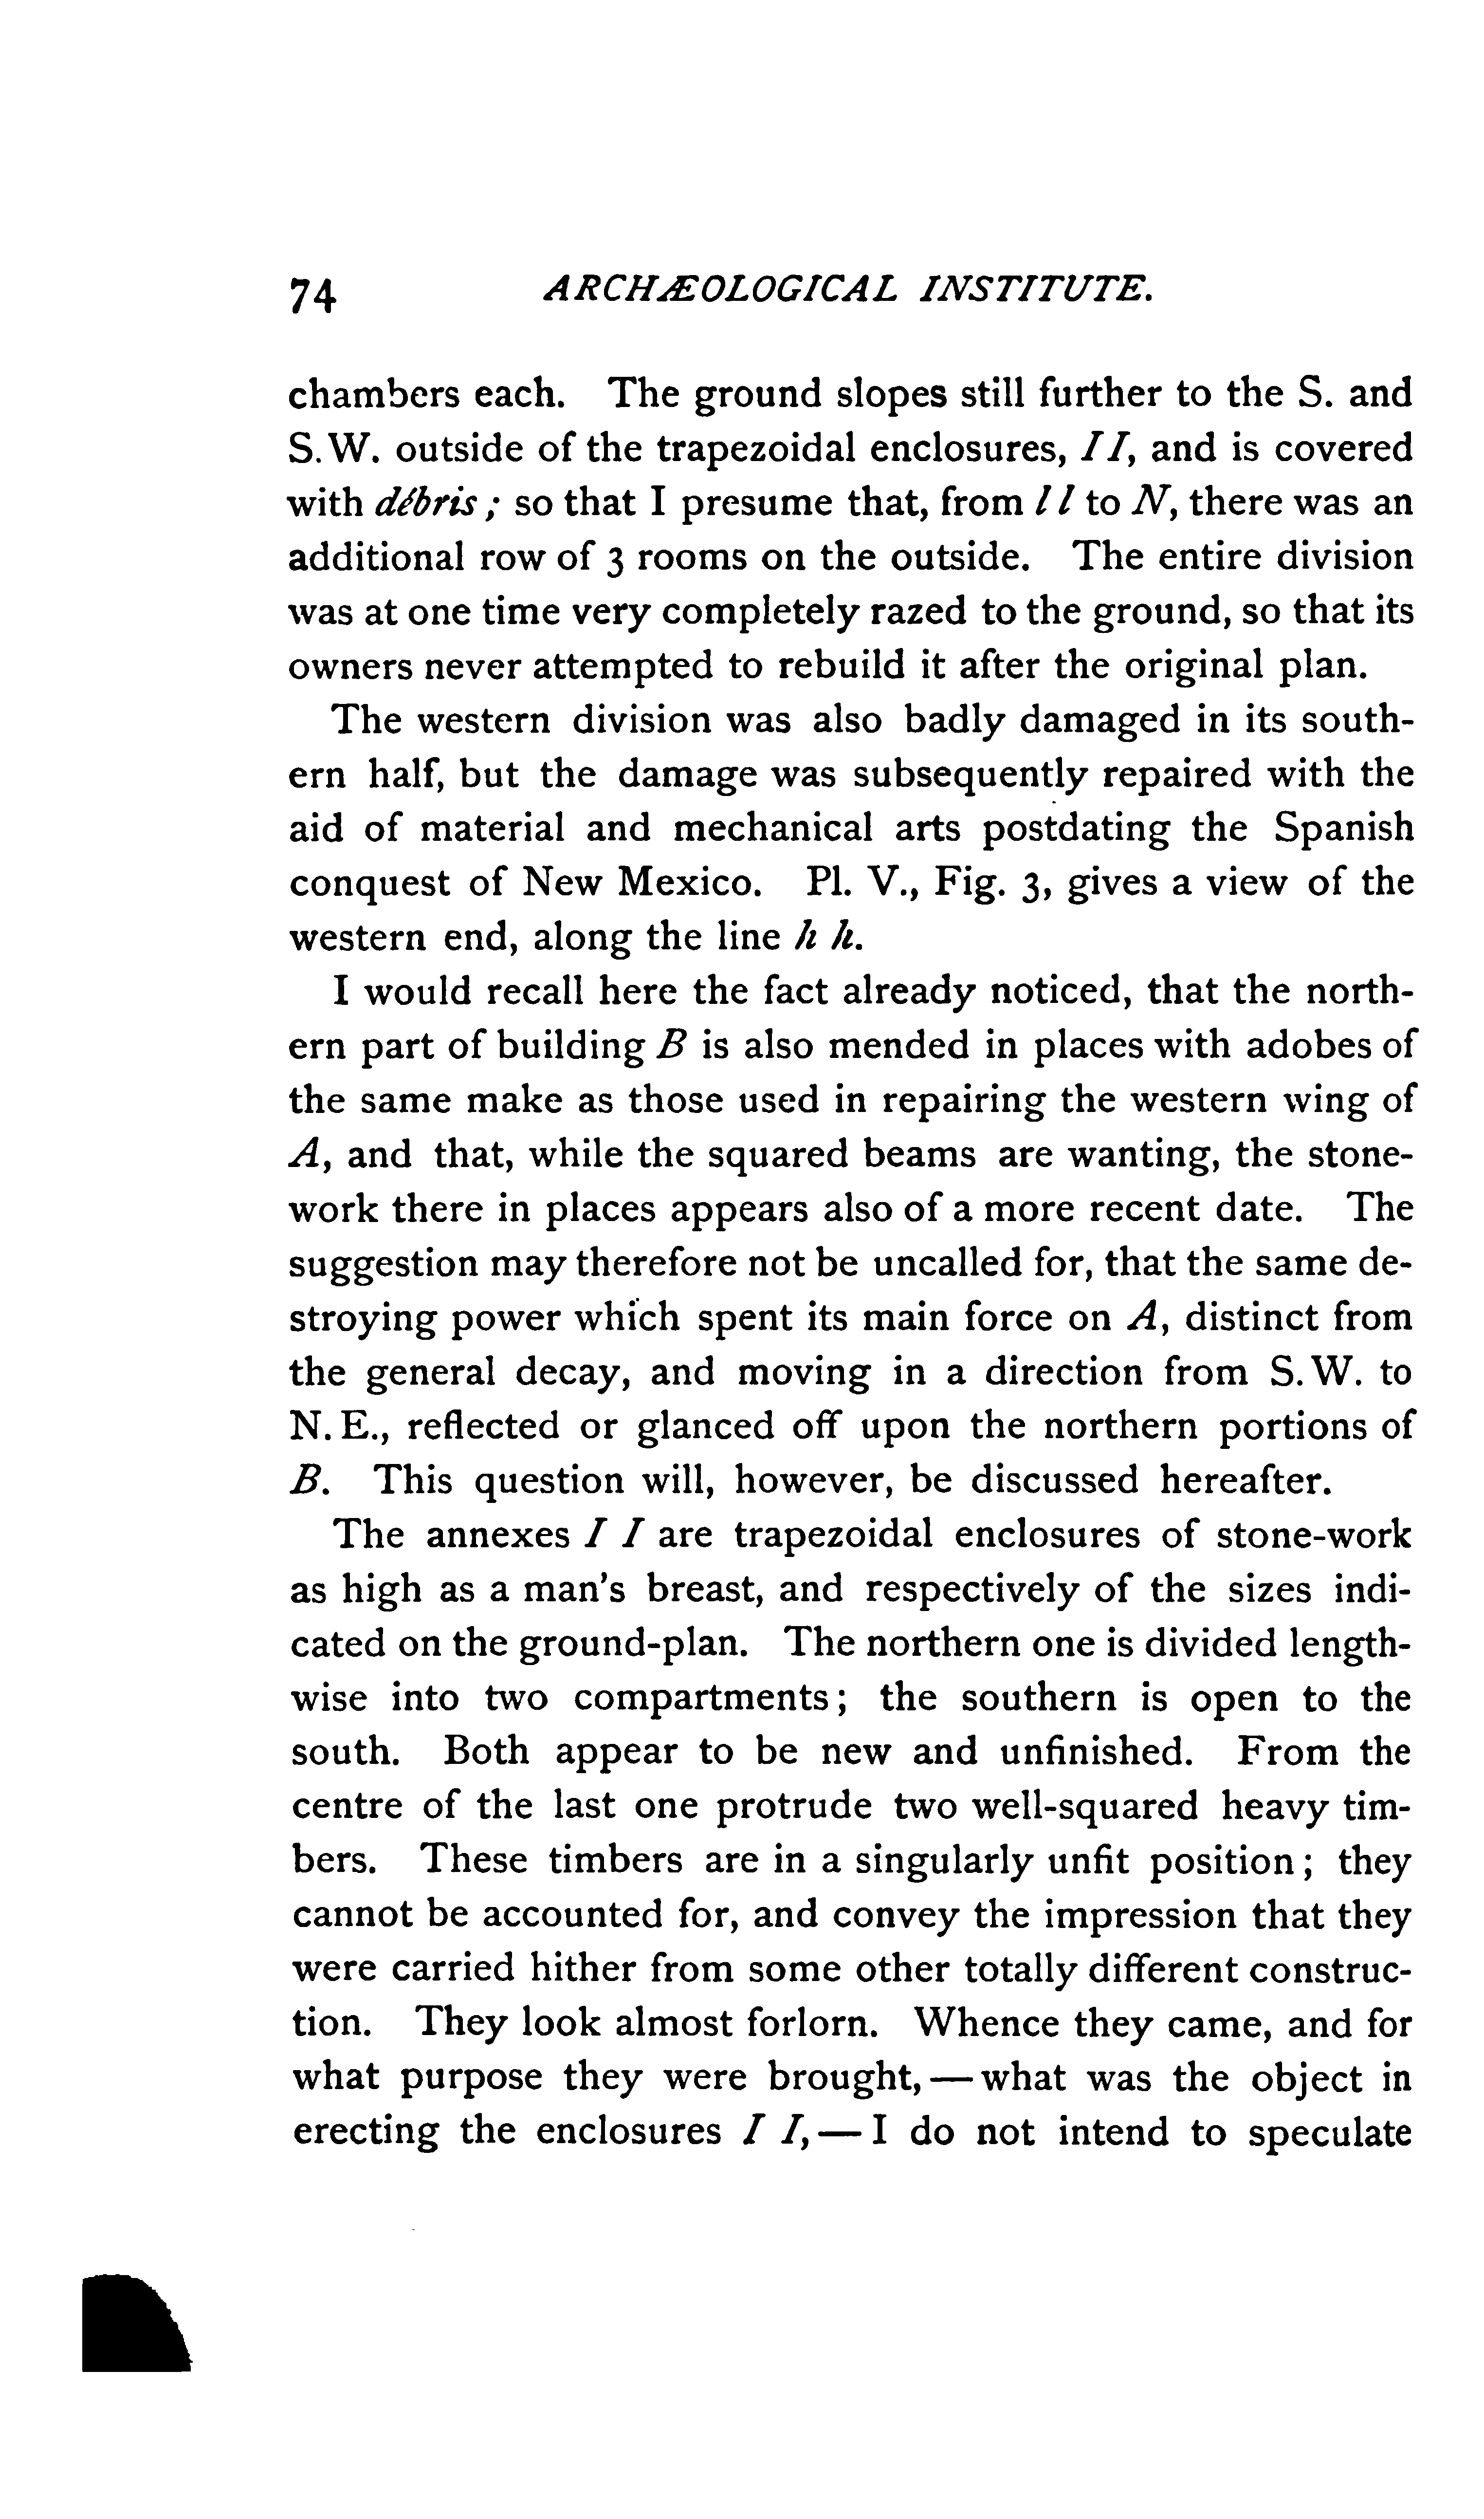 74 ARCHÆOLOGICAL INSTITUTE.
chambers each. The ground slopes still further to the S. and
S.W. outside of the trapezoidal enclosures, I I, and is covered
with débris; so that I presume that, from l l to N, there was an
additional row of 3 rooms on the outside. The entire division
was at one time very completely razed to the ground, so that its
owners never attempted to rebuild it after the original plan.
The western division was also badly damaged in its south-
ern half, but the damage was subsequently repaired with the
aid of material and mechanical arts postdating the Spanish
conquest of New Mexico. Pl. V., Fig. 3, gives a view of the
western end, along the line h h.
I would recall here the fact already noticed, that the north-
ern part of building B is also mended in places with adobes of
the same make as those used in repairing the western wing of
A, and that, while the squared beams are wanting, the stone-
work there in places appears also of a more recent date. The
suggestion may therefore not be uncalled for, that the same de-
stroying power which spent its main force on A, distinct from
the general decay, and moving in a direction from S.W. to
N.E., reflected or glanced off upon the northern portions of
B. This question will, however, be discussed hereafter.
The annexes I I are trapezoidal enclosures of stone-work
as high as a man's breast, and respectively of the sizes indi-
cated on the ground-plan. The northern one is divided length-
wise into two compartments; the southern is open to the
south. Both appear to be new and unfinished. From the
centre of the last one protrude two well-squared heavy tim-
bers. These timbers are in a singularly unfit position; they
cannot be accounted for, and convey the impression that they
were carried hither from some other totally different construc-
tion. They look almost forlorn. Whence they came, and for
what purpose they were brought,—what was the object in
erecting the enclosures I I,—I do not intend to speculate